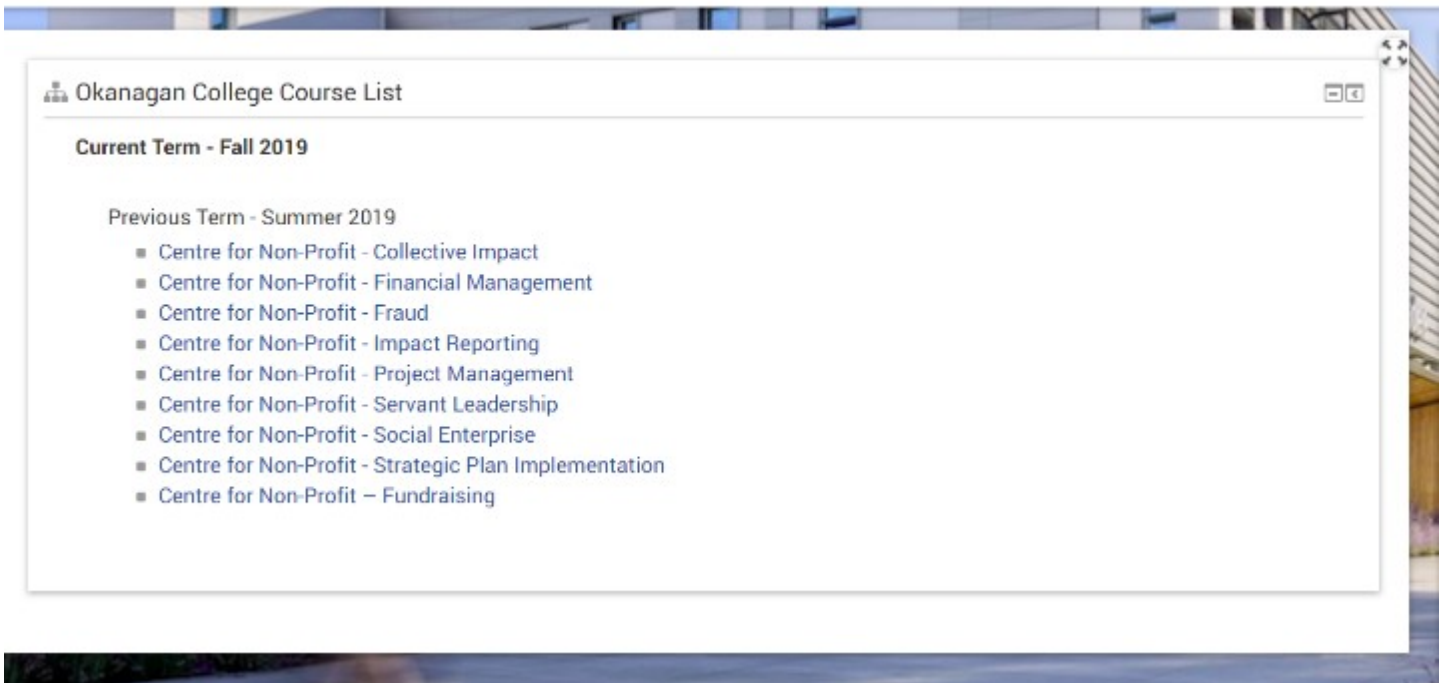 Okanagan College Course List
Current Term - Fall 2019
Previous Term - Summer 2019
Centre for Non-Profit - Collective Impact
Centre for Non-Profit - Financial Management
Centre for Non-Profit - Fraud
Centre for Non-Profit - Impact Reporting
Centre for Non-Profit - Project Management
Centre for Non-Profit - Servant Leadership
Centre for Non-Profit - Social Enterprise
Centre for Non-Profit - Strategic Plan Implementation
Centre for Non-Profit – Fundraising